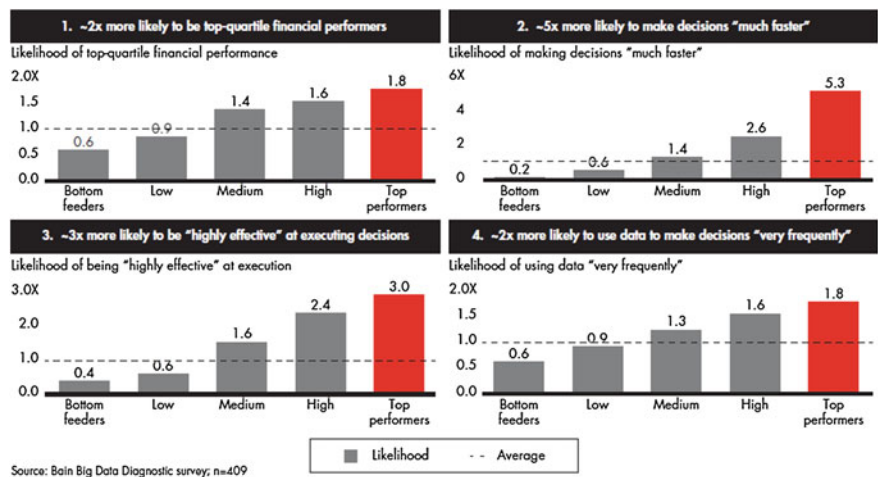 1. ~2x more likely to be top-quartile financial performers
Likelihood of top-quartile financial performance
2.0X
1.5
1.0
0.5
0.0
0.6
0.9
1.4
1.6
1.8
Bottom feeders
Low
Medium
High
Top performers
2. ~5x more likely to make decisions “much faster”
Likelihood of making decisions “much faster”
6X
4
2
0
0.2
0.6
1.4
2.6
5.3
Bottom feeders
Low
Medium
High
Top performers
3. ~3x more likely to be “highly effective” at executing decisions
Likelihood of being “highly effective” at execution
3.0X
2.0
1.0
0.0
0.4
0.6
1.6
2.4
3.0
Bottom feeders
Low
Medium
High
Top performers
4. ~2x more likely to use data to make decisions “very frequently”
Likelihood of using data “very frequently”
2.0X
1.5
1.0
0.5
0.0
0.6
0.9
1.3
1.6
1.8
Bottom feeders
Low
Medium
High
Top performers
Likelihood
Average
Source: Bain Big Data Diagnostic survey; n=409